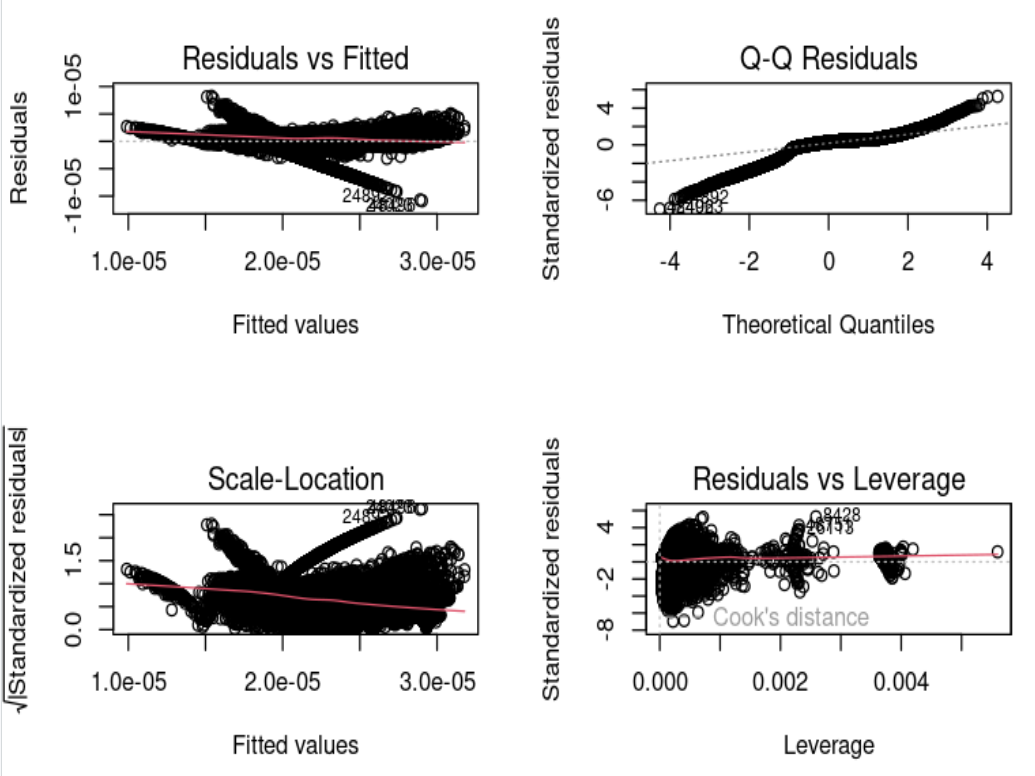 Residuals vs Fitted
Residuals
-1e-05 1e-05
1.0e-05 2.0e-05 3.0e-05
Fitted values
Q-Q Residuals
Standardized residuals
-6 0 4
-4 -2 0 2 4
Theoretical Quantiles
Scale-Location
√|Standardized residuals|
0.0 1.5
1.0e-05 2.0e-05 3.0e-05
Fitted values
Residuals vs Leverage
Standardized residuals
-8 -2 4
8428
Cook's distance
0.000 0.002 0.004
Leverage